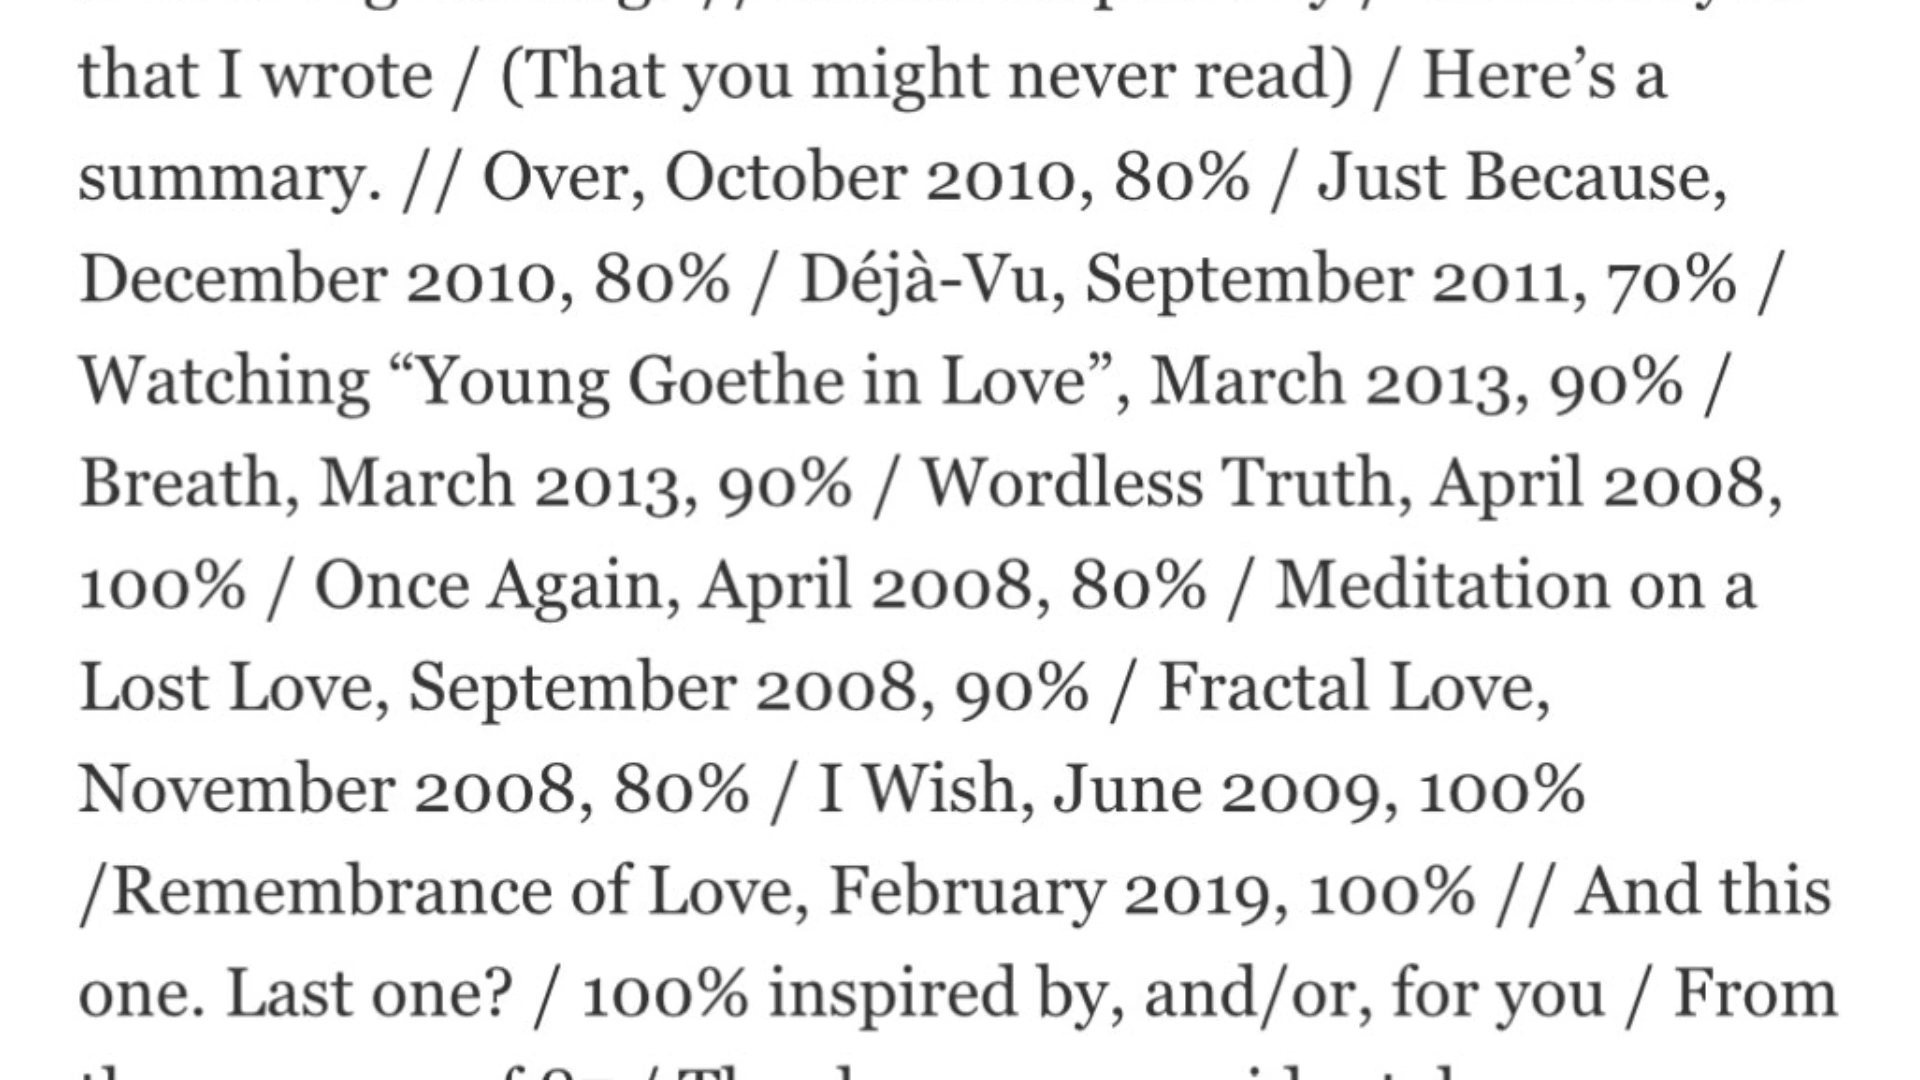 that I wrote / (That you might never read) / Here’s a
summary. // Over, October 2010, 80% / Just Because,
December 2010, 80% / Déjà-Vu, September 2011, 70% /
Watching “Young Goethe in Love”, March 2013, 90% /
Breath, March 2013, 90% / Wordless Truth, April 2008,
100% / Once Again, April 2008, 80% / Meditation on a
Lost Love, September 2008, 90% / Fractal Love,
November 2008, 80% / I Wish, June 2009, 100%
/Remembrance of Love, February 2019, 100% // And this
one. Last one? / 100% inspired by, and/or, for you / From